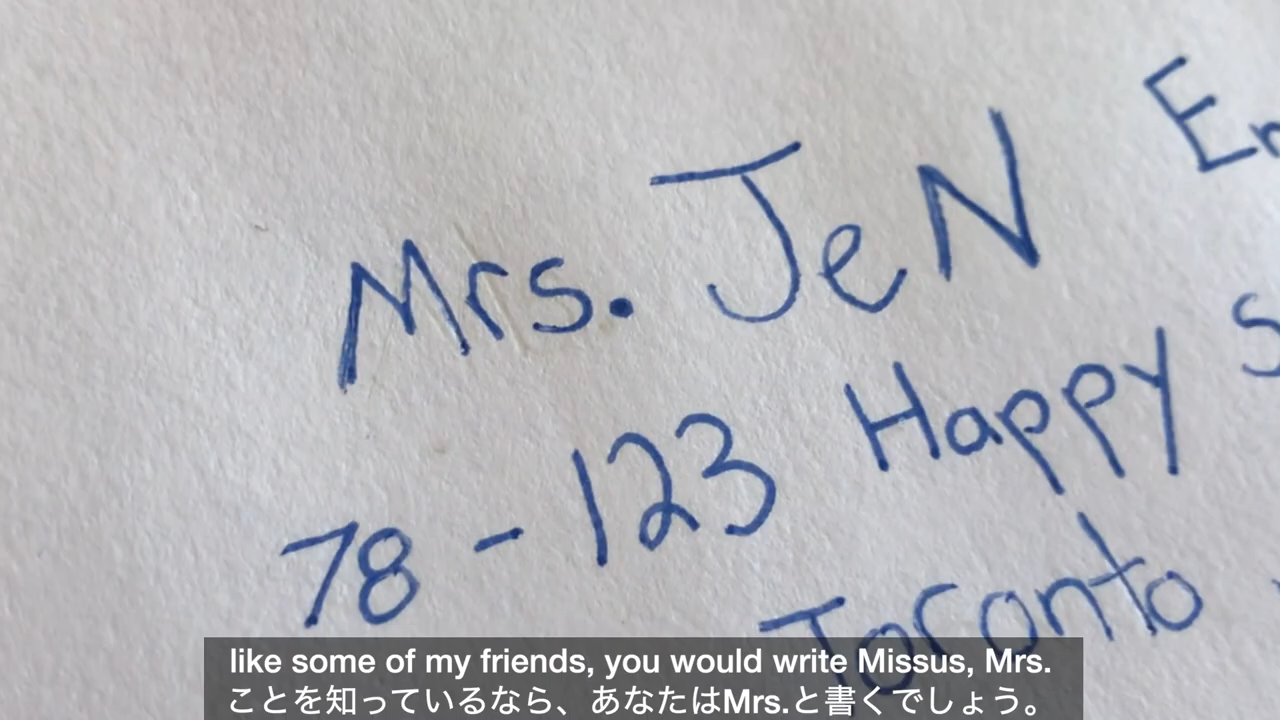 Mrs. JeN
78-123 Happy
Toronto
like some of my friends, you would write Missus, Mrs.
ことを知っているなら、あなたはMrs.と書くでしょう。